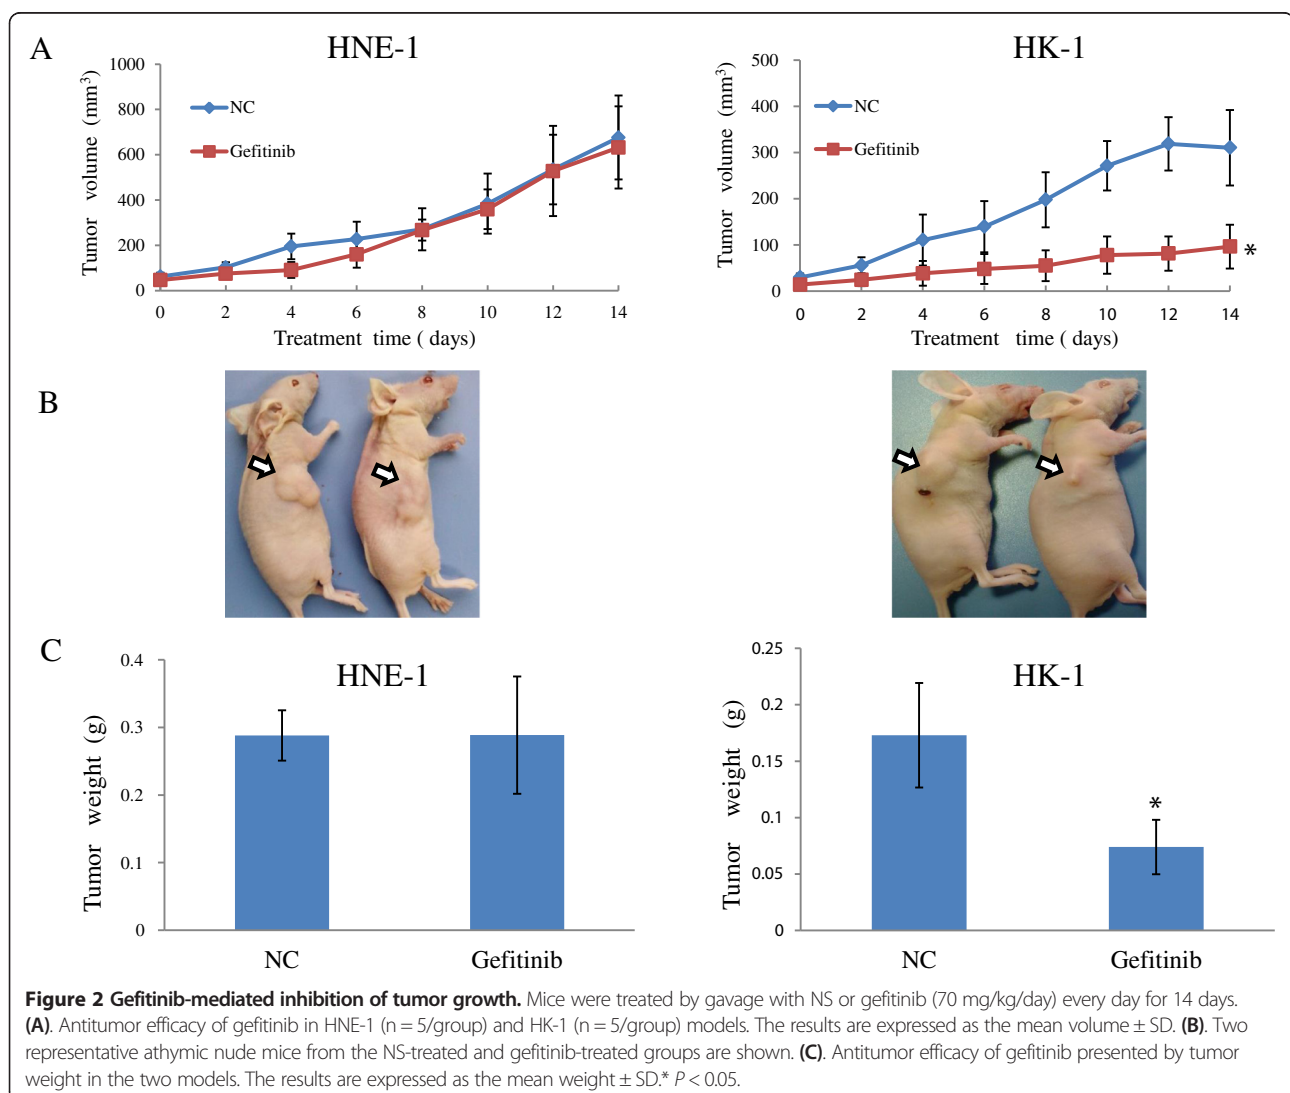 A
HNE-1
Tumor volume (mm³)
1000
800
600
400
200
0
NC
Gefitinib
0 2 4 6 8 10 12 14
Treatment time ( days)
HK-1
Tumor volume (mm³)
500
400
300
200
100
0
NC
Gefitinib
*
0 2 4 6 8 10 12 14
Treatment time ( days)
B
C
HNE-1
Tumor weight (g)
0.4
0.3
0.2
0.1
0
NC Gefitinib
HK-1
Tumor weight (g)
0.25
0.2
0.15
0.1
0.05
0
*
NC Gefitinib
Figure 2 Gefitinib-mediated inhibition of tumor growth. Mice were treated by gavage with NS or gefitinib (70 mg/kg/day) every day for 14 days.
(A). Antitumor efficacy of gefitinib in HNE-1 (n = 5/group) and HK-1 (n = 5/group) models. The results are expressed as the mean volume ± SD. (B). Two
representative athymic nude mice from the NS-treated and gefitinib-treated groups are shown. (C). Antitumor efficacy of gefitinib presented by tumor
weight in the two models. The results are expressed as the mean weight ± SD.* P < 0.05.